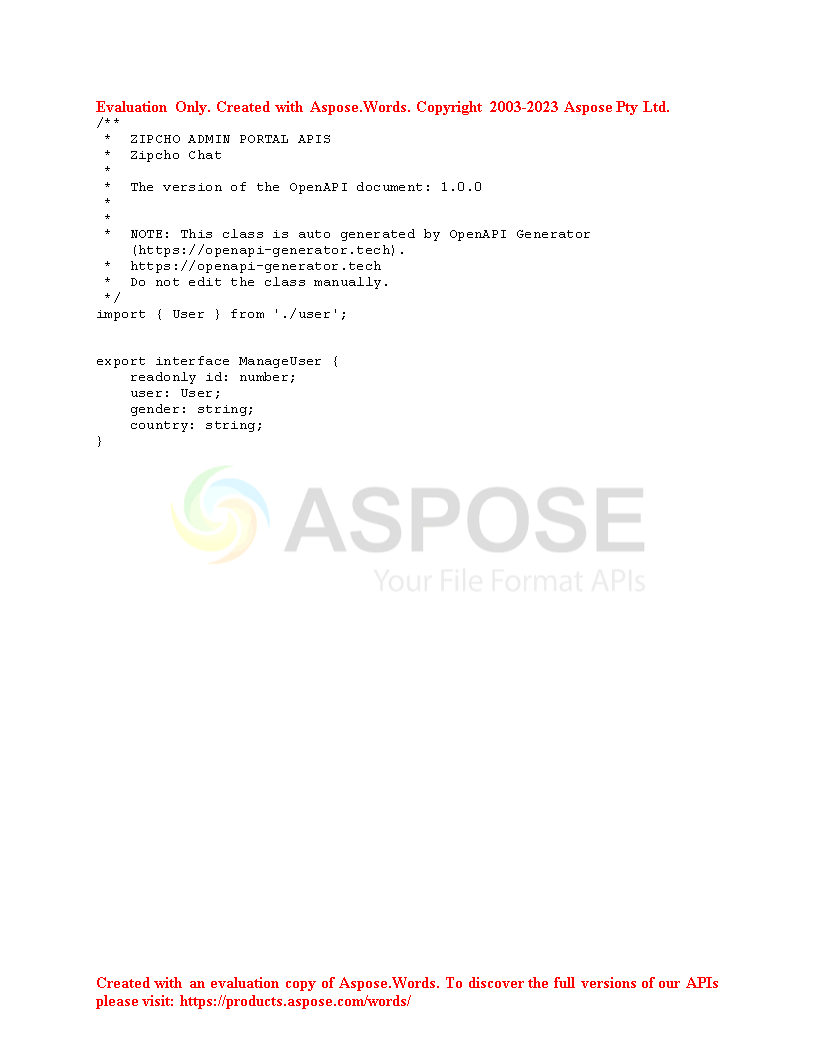 Evaluation Only. Created with Aspose.Words. Copyright 2003-2023 Aspose Pty Ltd.
/**
 *  ZIPCHO ADMIN PORTAL APIS
 *  Zipcho Chat
 *
 *  The version of the OpenAPI document: 1.0.0
 *
 *
 *  NOTE: This class is auto generated by OpenAPI Generator
    (https://openapi-generator.tech).
 *  https://openapi-generator.tech
 *  Do not edit the class manually.
 */
import { User } from './user';
export interface ManageUser {
    readonly id: number;
    user: User;
    gender: string;
    country: string;
}
ASPOSE
Your File Format APIs
Created with an evaluation copy of Aspose.Words. To discover the full versions of our APIs
please visit: https://products.aspose.com/words/